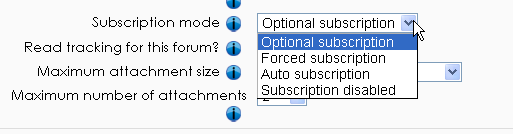 Subscription mode Optional subscription
Optional subscription
Read tracking for this forum?
Forced subscription
Maximum attachment size Auto subscription
Subscription disabled
Maximum number of attachments